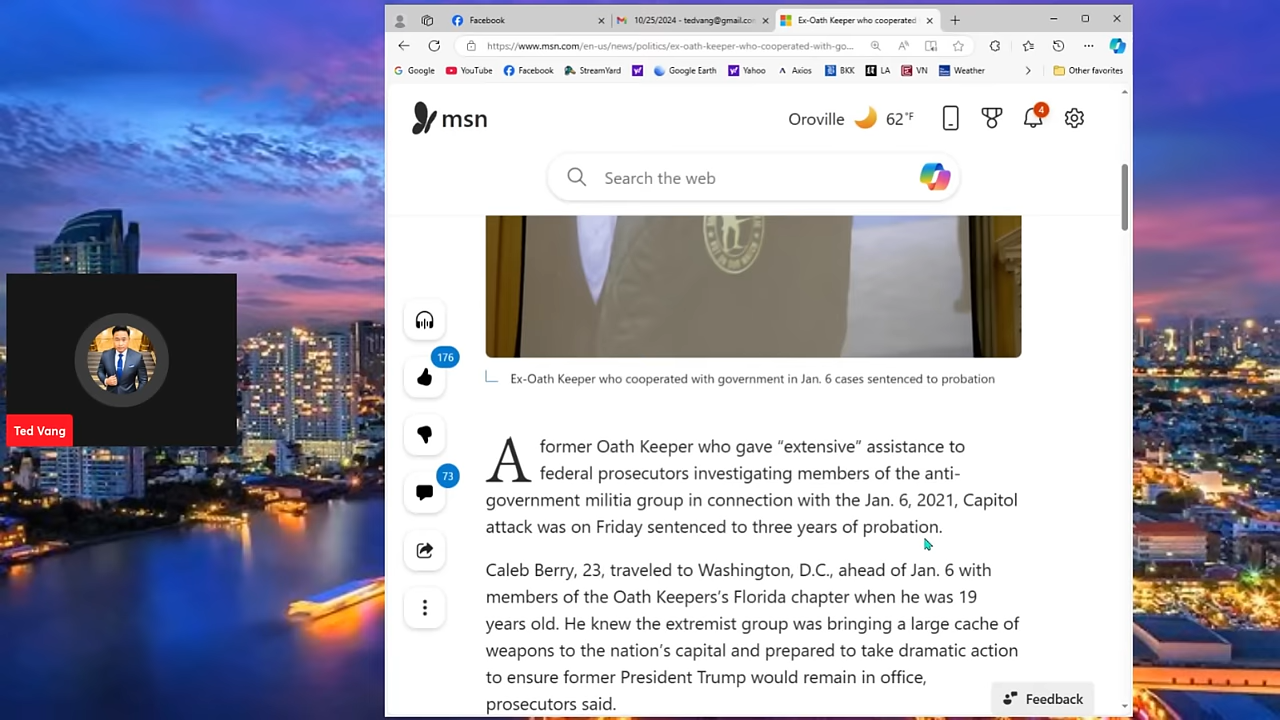 Facebook
10/25/2024 - tedvang@gmail.co
Ex-Oath Keeper who cooperated
https://www.msn.com/en-us/news/politics/ex-oath-keeper-who-cooperated-with-go...
Google
YouTube
Facebook
StreamYard
Google Earth
Yahoo
Axios
BKK
LA
VN
Weather
Other favorites
msn
Oroville
62°F
4
Search the web
176
73
Ex-Oath Keeper who cooperated with government in Jan. 6 cases sentenced to probation
A former Oath Keeper who gave “extensive” assistance to
federal prosecutors investigating members of the anti-
government militia group in connection with the Jan. 6, 2021, Capitol
attack was on Friday sentenced to three years of probation.
Caleb Berry, 23, traveled to Washington, D.C., ahead of Jan. 6 with
members of the Oath Keepers’s Florida chapter when he was 19
years old. He knew the extremist group was bringing a large cache of
weapons to the nation’s capital and prepared to take dramatic action
to ensure former President Trump would remain in office,
prosecutors said.
Feedback
Ted Vang